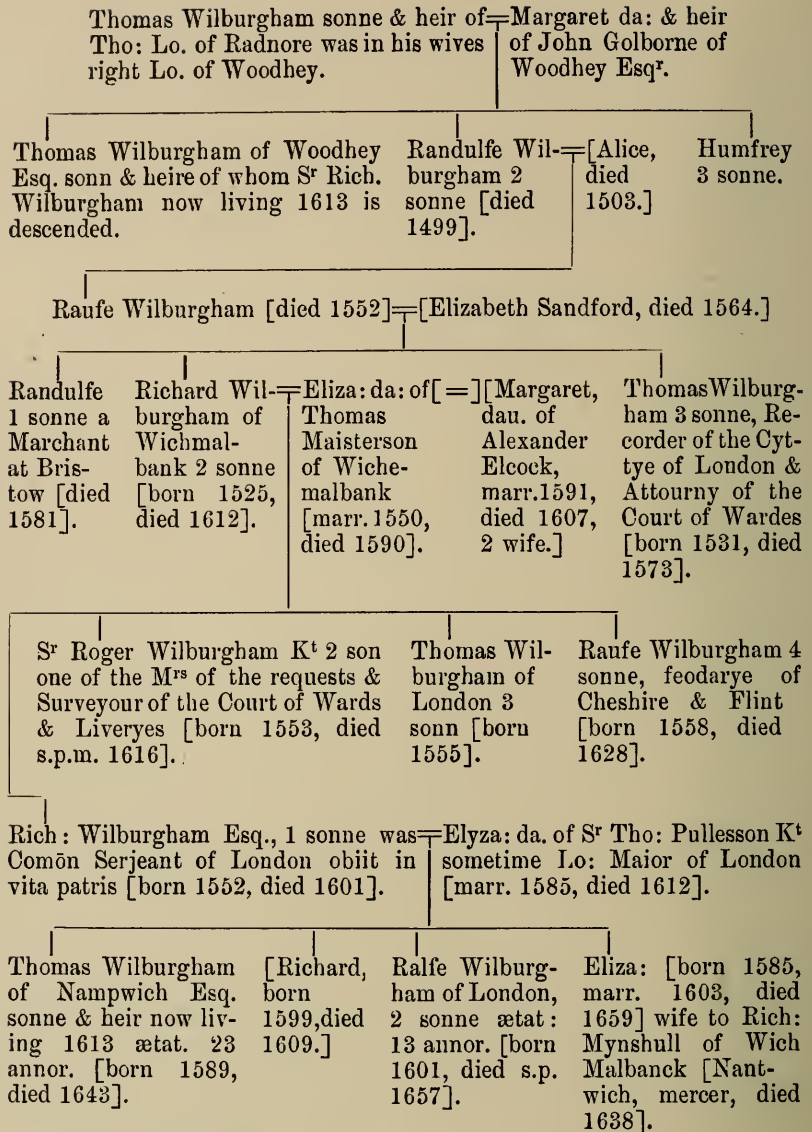 Thomas Wilburgham sonne & heir of
Tho: Lo. of Radnore was in his wives
right Lo. of Woodhey.
Margaret da: & heir
of John Golborne of
Woodhey Esqʳ.
Thomas Wilburgham of Woodhey
Esq. sonn & heire of whom Sʳ Rich.
Wilburgham now living 1613 is
descended.
Randulfe Wil-
burgham 2
sonne [died
1499].
[Alice,
died
1503.]
Humfrey
3 sonne.
Raufe Wilburgham [died 1552]=[Elizabeth Sandford, died 1564.]
Randulfe
1 sonne a
Marchant
at Bris-
tow [died
1581].
Richard Wil-
burgham of
Wichmal-
bank 2 sonne
[born 1525,
died 1612].
Eliza: da: of[=]
Thomas
Maisterson
of Wiche-
malbank
[marr. 1550,
died 1590].
[Margaret,
dau. of
Alexander
Elcock,
marr. 1591,
died 1607,
2 wife.]
Thomas Wilburg-
ham 3 sonne, Re-
corder of the Cyt-
tye of London &
Attourny of the
Court of Wardes
[born 1531, died
1573].
Sʳ Roger Wilburgham Kᵗ 2 son
one of the Mʳˢ of the requests &
Surveyour of the Court of Wards
& Liveryes [born 1553, died
s.p.m. 1616].
Thomas Wil-
burgham of
London 3
sonn [born
1555].
Raufe Wilburgham 4
sonne, feodarye of
Cheshire & Flint
[born 1558, died
1628].
Rich: Wilburgham Esq., 1 sonne was
Comōn Serjeant of London obiit in
vita patris [born 1552, died 1601].
Elyza: da. of Sʳ Tho: Pullesson Kᵗ
sometime Lo: Maior of London
[marr. 1585, died 1612].
Thomas Wilburgham
of Nampwich Esq.
sonne & heir now liv-
ing 1613 ætat. 23
annor. [born 1589,
died 1643].
[Richard,
born
1599, died
1609.]
Ralfe Wilburg-
ham of London,
2 sonne ætat:
13 annor. [born
1601, died s.p.
1657].
Eliza: [born 1585,
marr. 1603, died
1659] wife to Rich:
Mynshull of Wich
Malbanck [Nant-
wich, mercer, died
1638].